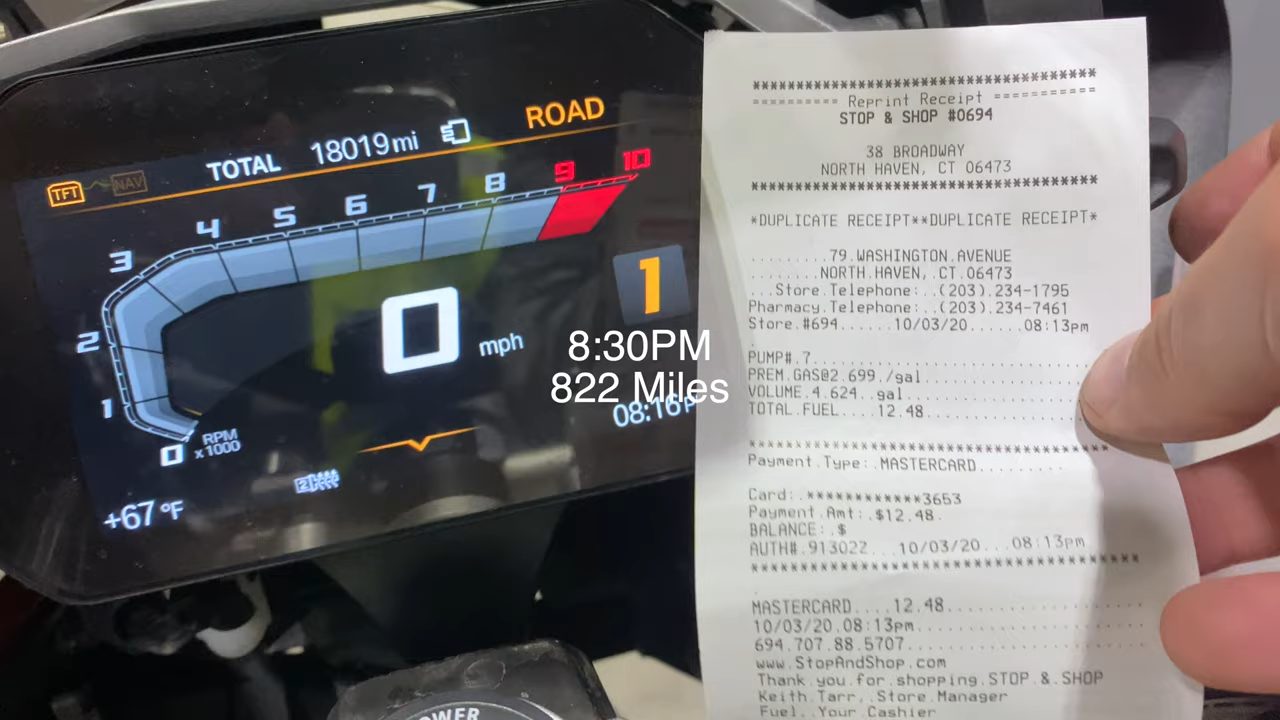 TFT
NAV
TOTAL 18019 mi
ROAD
1 2 3 4 5 6 7 8 9 10
0 mph
1
0 RPM x1000
08:16
+67 °F
8:30PM
822 Miles
POWER
*************************************
========= Reprint Receipt ===========
STOP & SHOP #0694
38 BROADWAY
NORTH HAVEN, CT 06473
*************************************
*DUPLICATE RECEIPT**DUPLICATE RECEIPT*
........79.WASHINGTON.AVENUE
.......NORTH.HAVEN,.CT.06473
...Store.Telephone:..(203).234-1795
Pharmacy.Telephone:..(203).234-7461
Store.#694......10/03/20......08:13pm
PUMP#.7
PREM.GAS@2.699./gal
VOLUME.4.624..gal
TOTAL.FUEL....12.48
*************************************
Payment.Type:.MASTERCARD
Card:.************3653
Payment.Amt:.$12.48.
BALANCE:.$
AUTH#.913022...10/03/20...08:13pm
*************************************
MASTERCARD....12.48
10/03/20.08:13pm
694.707.88.5707
www.StopAndShop.com
Thank.you.for.shopping.STOP.&.SHOP
Keith.Tarr,.Store.Manager
Fuel,.Your.Cashier